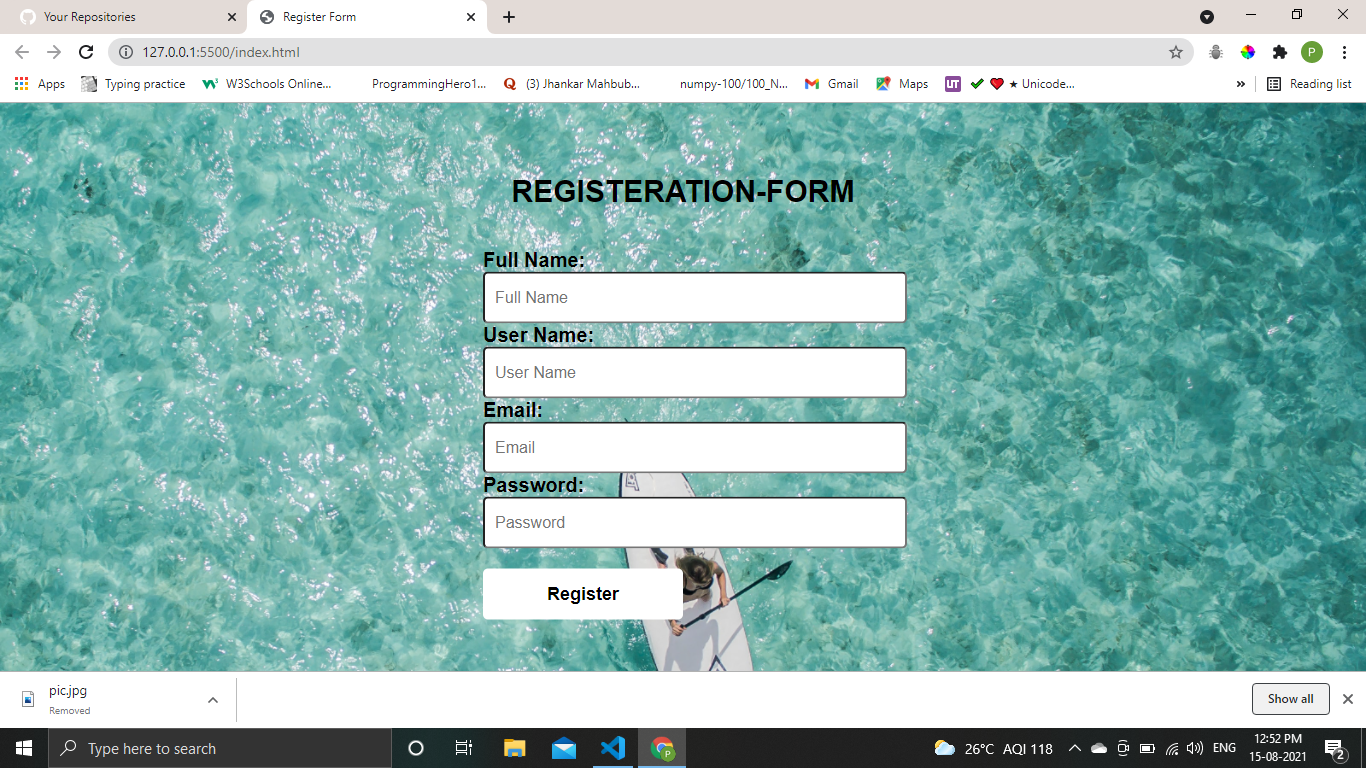 Your Repositories
Register Form
127.0.0.1:5500/index.html
P
Apps
Typing practice
W3Schools Online...
ProgrammingHero1...
(3) Jhankar Mahbub...
numpy-100/100_N...
Gmail
Maps
UT
✔ ❤ ★ Unicode...
»
Reading list
REGISTERATION-FORM
Full Name:
Full Name
User Name:
User Name
Email:
Email
Password:
Password
Register
pic.jpg
Removed
Show all
Type here to search
P
26°C AQI 118
ENG
12:52 PM
15-08-2021
2